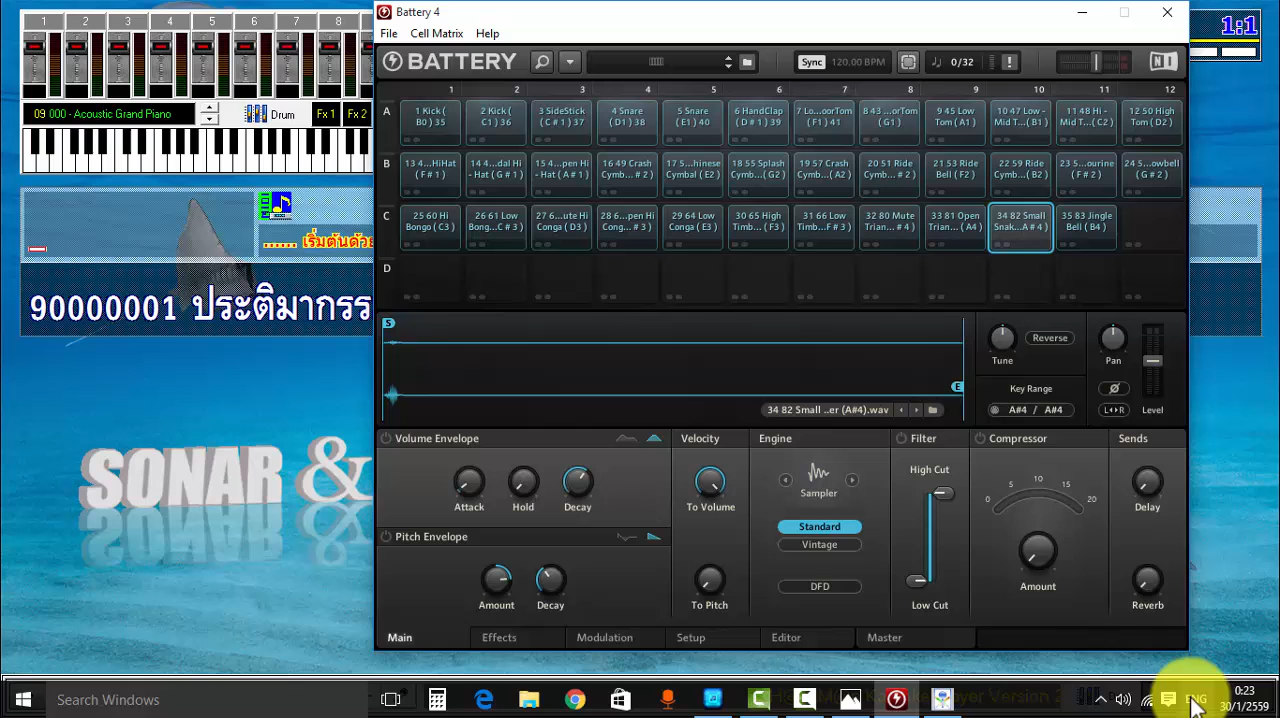 1 2 3 4 5 6 7 8
09 000 - Acoustic Grand Piano
Drum
Fx 1
Fx 2
...... เริ่มต้นด้วย
90000001 ประติมากรร
SONAR &
1:1
Battery 4
File Cell Matrix Help
BATTERY
Sync 120.00 BPM
0/32
!
NI
1 2 3 4 5 6 7 8 9 10 11 12
A
1 Kick ( B0 ) 35
2 Kick ( C1 ) 36
3 SideStick ( C # 1 ) 37
4 Snare ( D1 ) 38
5 Snare ( E1 ) 40
6 HandClap ( D # 1 ) 39
7 Lo...oorTom ( F1 ) 41
8 43 ...or Tom ( G1 )
9 45 Low Tom ( A1 )
10 47 Low - Mid T... ( B1 )
11 48 Hi - Mid T... ( C2 )
12 50 High Tom ( D2 )
B
13 4...HiHat ( F # 1 )
14 4...dal Hi - Hat ( G # 1 )
15 4...pen Hi - Hat ( A # 1 )
16 49 Crash Cymb... # 2 )
17 5...hinese Cymbal ( E2 )
18 55 Splash Cymb... ( G2 )
19 57 Crash Cymb... ( A2 )
20 51 Ride Cymb... # 2 )
21 53 Ride Bell ( F2 )
22 59 Ride Cymb... ( B2 )
23 5...ourine ( F # 2 )
24 5...owbell ( G # 2 )
C
25 60 Hi Bongo ( C3 )
26 61 Low Bong...C # 3 )
27 6...ute Hi Conga ( D3 )
28 6...pen Hi Cong... # 3 )
29 64 Low Conga ( E3 )
30 65 High Timb... ( F3 )
31 66 Low Timb...F # 3 )
32 80 Mute Trian... # 4 )
33 81 Open Trian... ( A4 )
34 82 Small Snak...A # 4 )
35 83 Jingle Bell ( B4 )
D
S
E
34 82 Small ..er (A#4).wav
Tune
Reverse
Key Range
A#4 / A#4
Pan
L◂▸R
Level
Volume Envelope
Attack Hold Decay
Pitch Envelope
Amount Decay
Velocity
To Volume
To Pitch
Engine
Sampler
Standard
Vintage
DFD
Filter
High Cut
Low Cut
Compressor
0 5 10 15 20
Amount
Sends
Delay
Reverb
Main Effects Modulation Setup Editor Master
Search Windows
ENG
0:23
30/1/2559